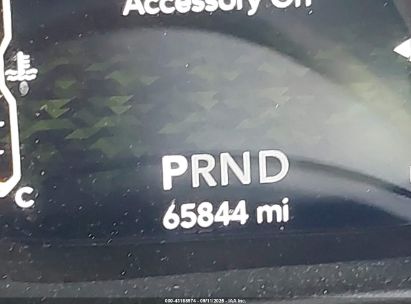 Accessory On
PRND
C
65844 mi